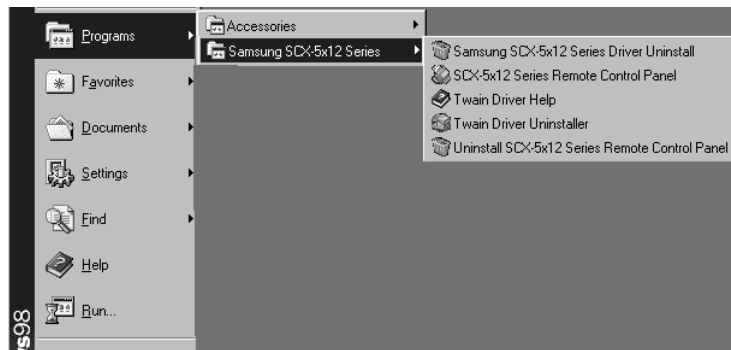 Programs
Favorites
Documents
Settings
Find
Help
Run...
ws98
Accessories
Samsung SCX-5x12 Series
Samsung SCX-5x12 Series Driver Uninstall
SCX-5x12 Series Remote Control Panel
Twain Driver Help
Twain Driver Uninstaller
Uninstall SCX-5x12 Series Remote Control Panel